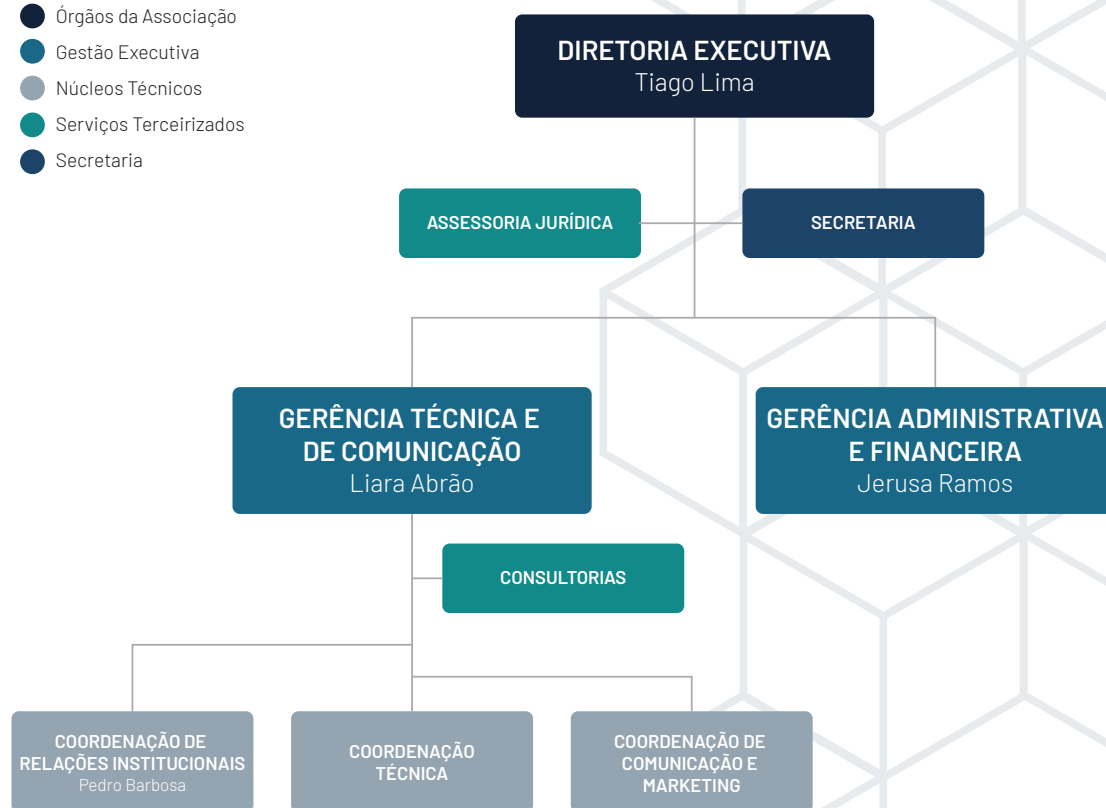 Órgãos da Associação
Gestão Executiva
Núcleos Técnicos
Serviços Terceirizados
Secretaria
DIRETORIA EXECUTIVA
Tiago Lima
ASSESSORIA JURÍDICA
SECRETARIA
GERÊNCIA TÉCNICA E
DE COMUNICAÇÃO
Liara Abrão
GERÊNCIA ADMINISTRATIVA
E FINANCEIRA
Jerusa Ramos
CONSULTORIAS
COORDENAÇÃO DE
RELAÇÕES INSTITUCIONAIS
Pedro Barbosa
COORDENAÇÃO
TÉCNICA
COORDENAÇÃO DE
COMUNICAÇÃO E
MARKETING